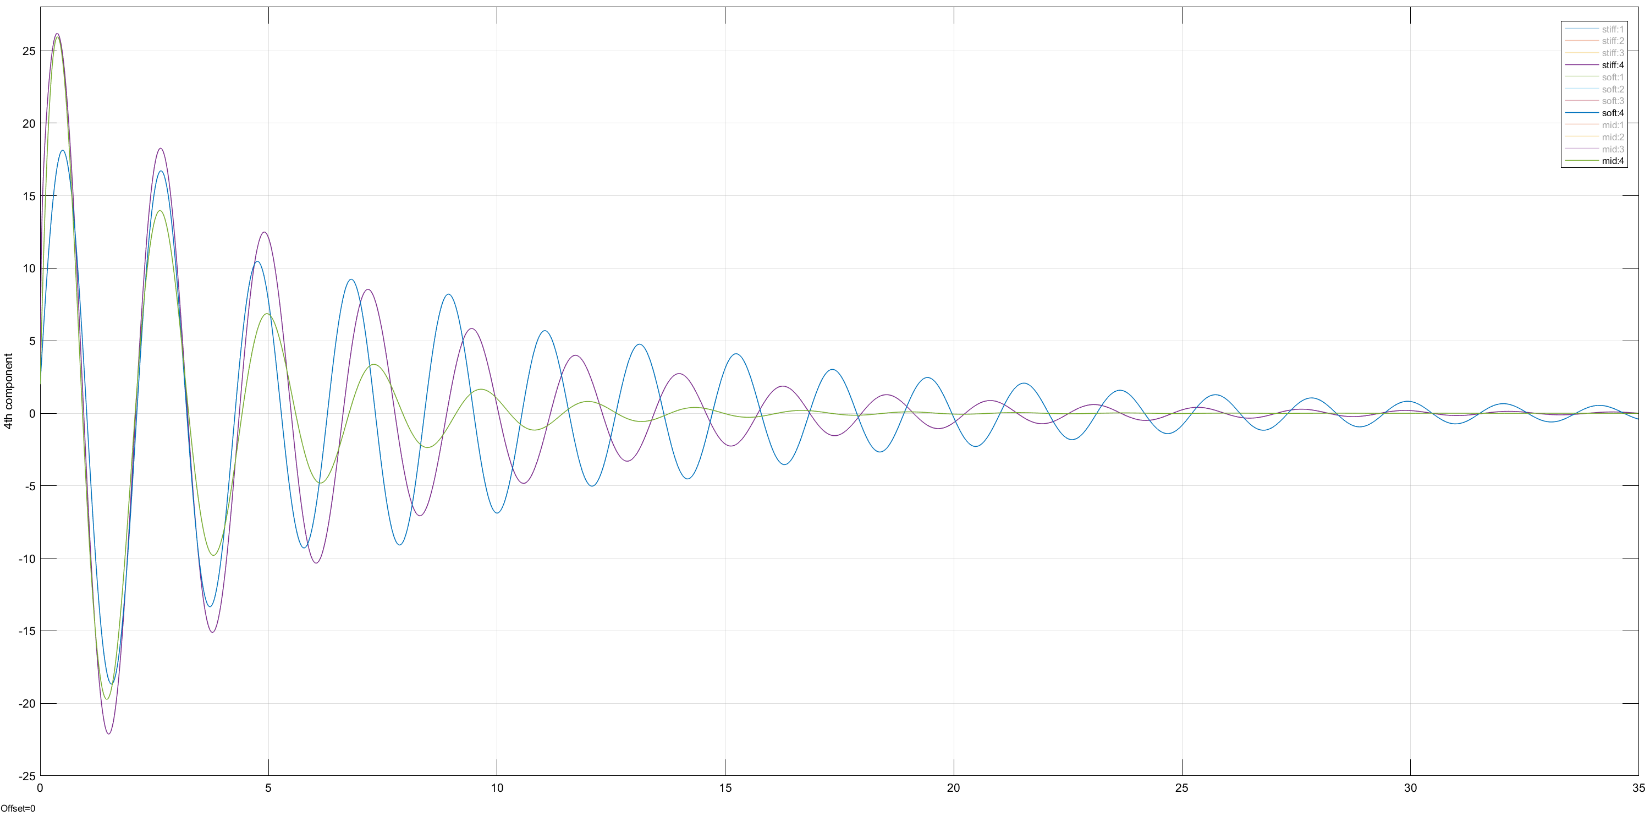 25
20
15
10
5
0
-5
-10
-15
-20
-25
4th component
0 5 10 15 20 25 30 35
Offset=0
stiff:1
stiff:2
stiff:3
stiff:4
soft:1
soft:2
soft:3
soft:4
mid:1
mid:2
mid:3
mid:4